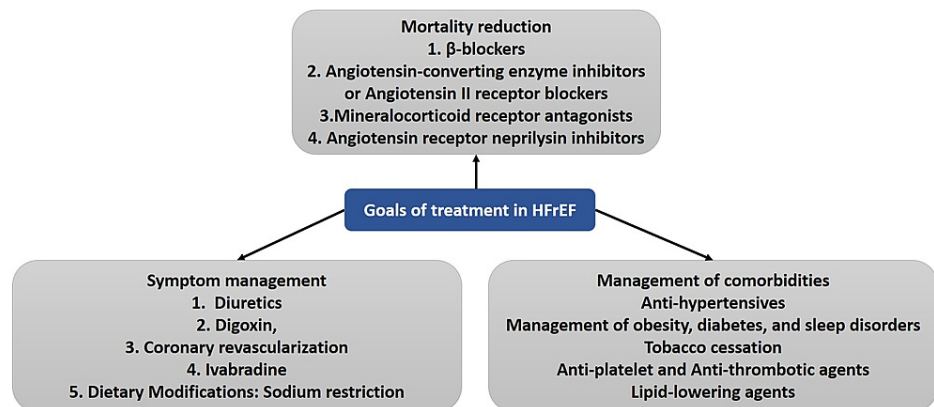 Mortality reduction
1. β-blockers
2. Angiotensin-converting enzyme inhibitors
or Angiotensin II receptor blockers
3.Mineralocorticoid receptor antagonists
4. Angiotensin receptor neprilysin inhibitors
Goals of treatment in HFrEF
Symptom management
1. Diuretics
2. Digoxin,
3. Coronary revascularization
4. Ivabradine
5. Dietary Modifications: Sodium restriction
Management of comorbidities
Anti-hypertensives
Management of obesity, diabetes, and sleep disorders
Tobacco cessation
Anti-platelet and Anti-thrombotic agents
Lipid-lowering agents